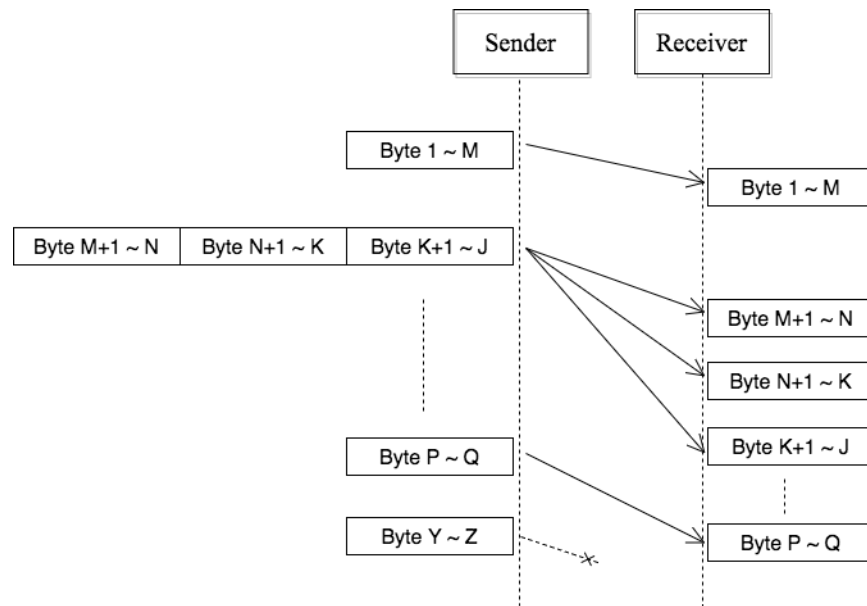 Sender
Receiver
Byte 1 ~ M
Byte 1 ~ M
Byte M+1 ~ N
Byte N+1 ~ K
Byte K+1 ~ J
Byte M+1 ~ N
Byte N+1 ~ K
Byte K+1 ~ J
Byte P ~ Q
Byte Y ~ Z
Byte P ~ Q